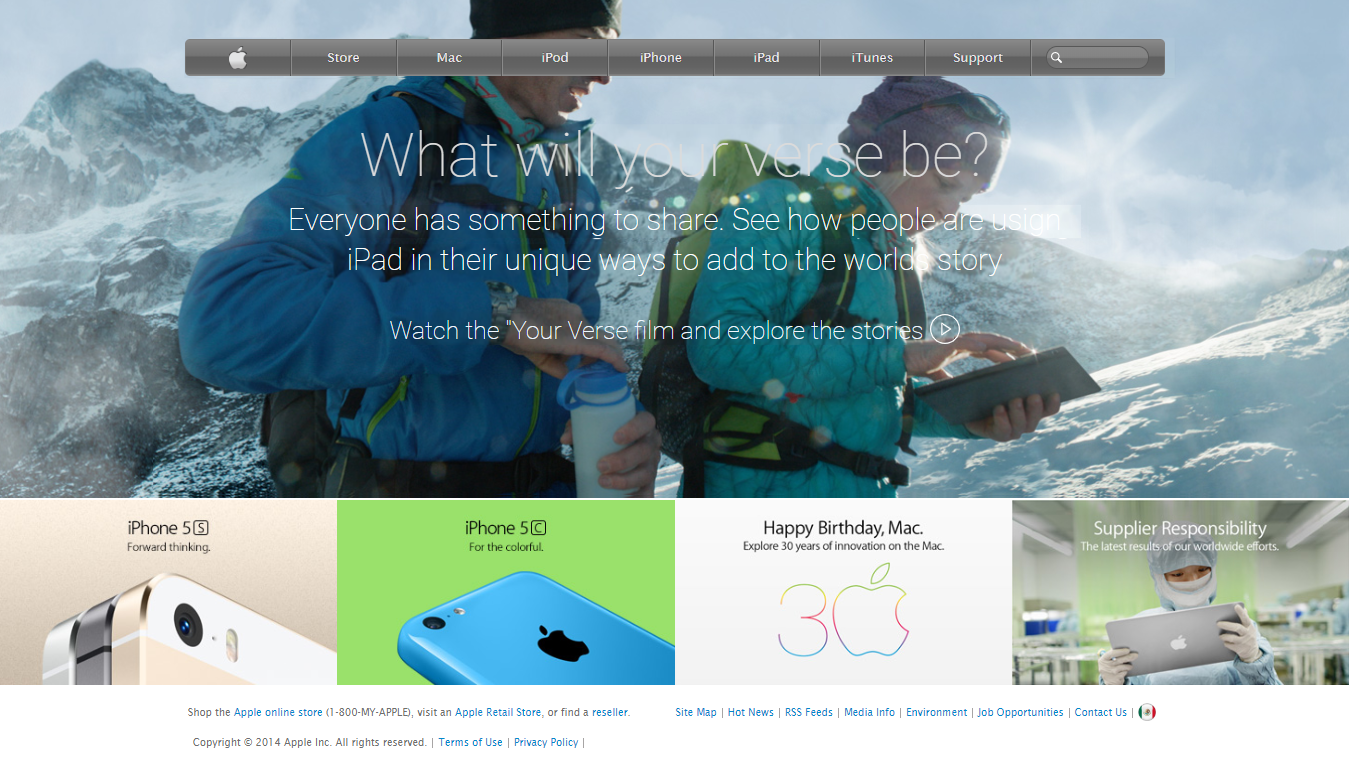 Store Mac iPod iPhone iPad iTunes Support
What will your verse be?
Everyone has something to share. See how people are usign
iPad in their unique ways to add to the worlds story
Watch the "Your Verse film and explore the stories
iPhone 5S
Forward thinking.
iPhone 5C
For the colorful.
Happy Birthday, Mac.
Explore 30 years of innovation on the Mac.
30
Supplier Responsibility
The latest results of our worldwide efforts.
Shop the Apple online store (1-800-MY-APPLE), visit an Apple Retail Store, or find a reseller.
Site Map | Hot News | RSS Feeds | Media Info | Environment | Job Opportunities | Contact Us |
Copyright © 2014 Apple Inc. All rights reserved. | Terms of Use | Privacy Policy |